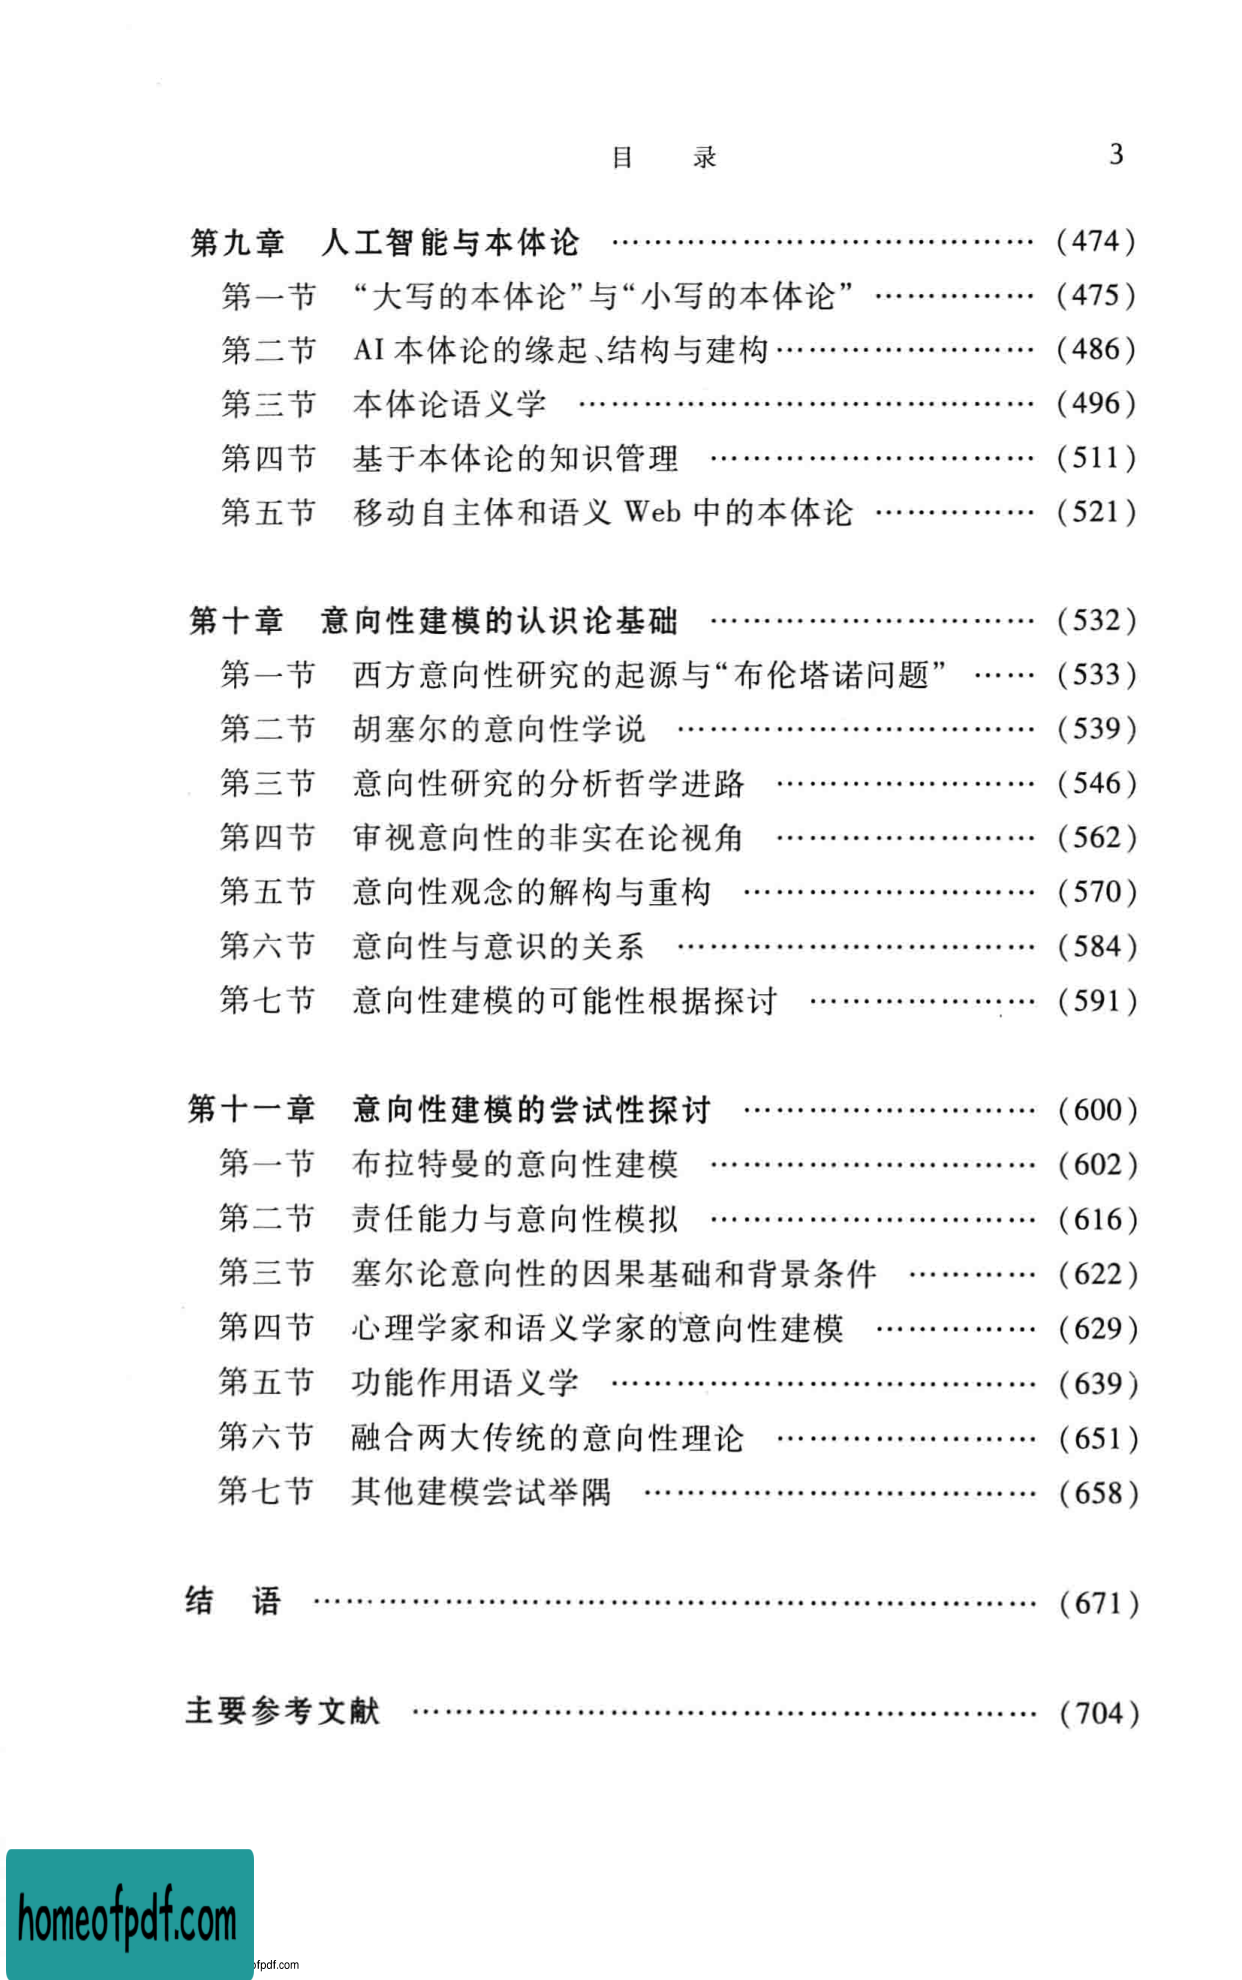 目 录 3
第九章 人工智能与本体论 …………………………………… (474)
第一节 “大写的本体论”与“小写的本体论” …………… (475)
第二节 AI本体论的缘起、结构与建构…………………… (486)
第三节 本体论语义学 ……………………………………… (496)
第四节 基于本体论的知识管理 ………………………… (511)
第五节 移动自主体和语义 Web 中的本体论 …………… (521)
第十章 意向性建模的认识论基础 ………………………… (532)
第一节 西方意向性研究的起源与“布伦塔诺问题” …… (533)
第二节 胡塞尔的意向性学说 …………………………… (539)
第三节 意向性研究的分析哲学进路 …………………… (546)
第四节 审视意向性的非实在论视角 …………………… (562)
第五节 意向性观念的解构与重构 ……………………… (570)
第六节 意向性与意识的关系 …………………………… (584)
第七节 意向性建模的可能性根据探讨 ………………… (591)
第十一章 意向性建模的尝试性探讨 ……………………… (600)
第一节 布拉特曼的意向性建模 ………………………… (602)
第二节 责任能力与意向性模拟 ………………………… (616)
第三节 塞尔论意向性的因果基础和背景条件 ………… (622)
第四节 心理学家和语义学家的意向性建模 …………… (629)
第五节 功能作用语义学 ………………………………… (639)
第六节 融合两大传统的意向性理论 …………………… (651)
第七节 其他建模尝试举隅 ……………………………… (658)
结 语 ………………………………………………………… (671)
主要参考文献 ………………………………………………… (704)
homeofpdf.com
ofpdf.com